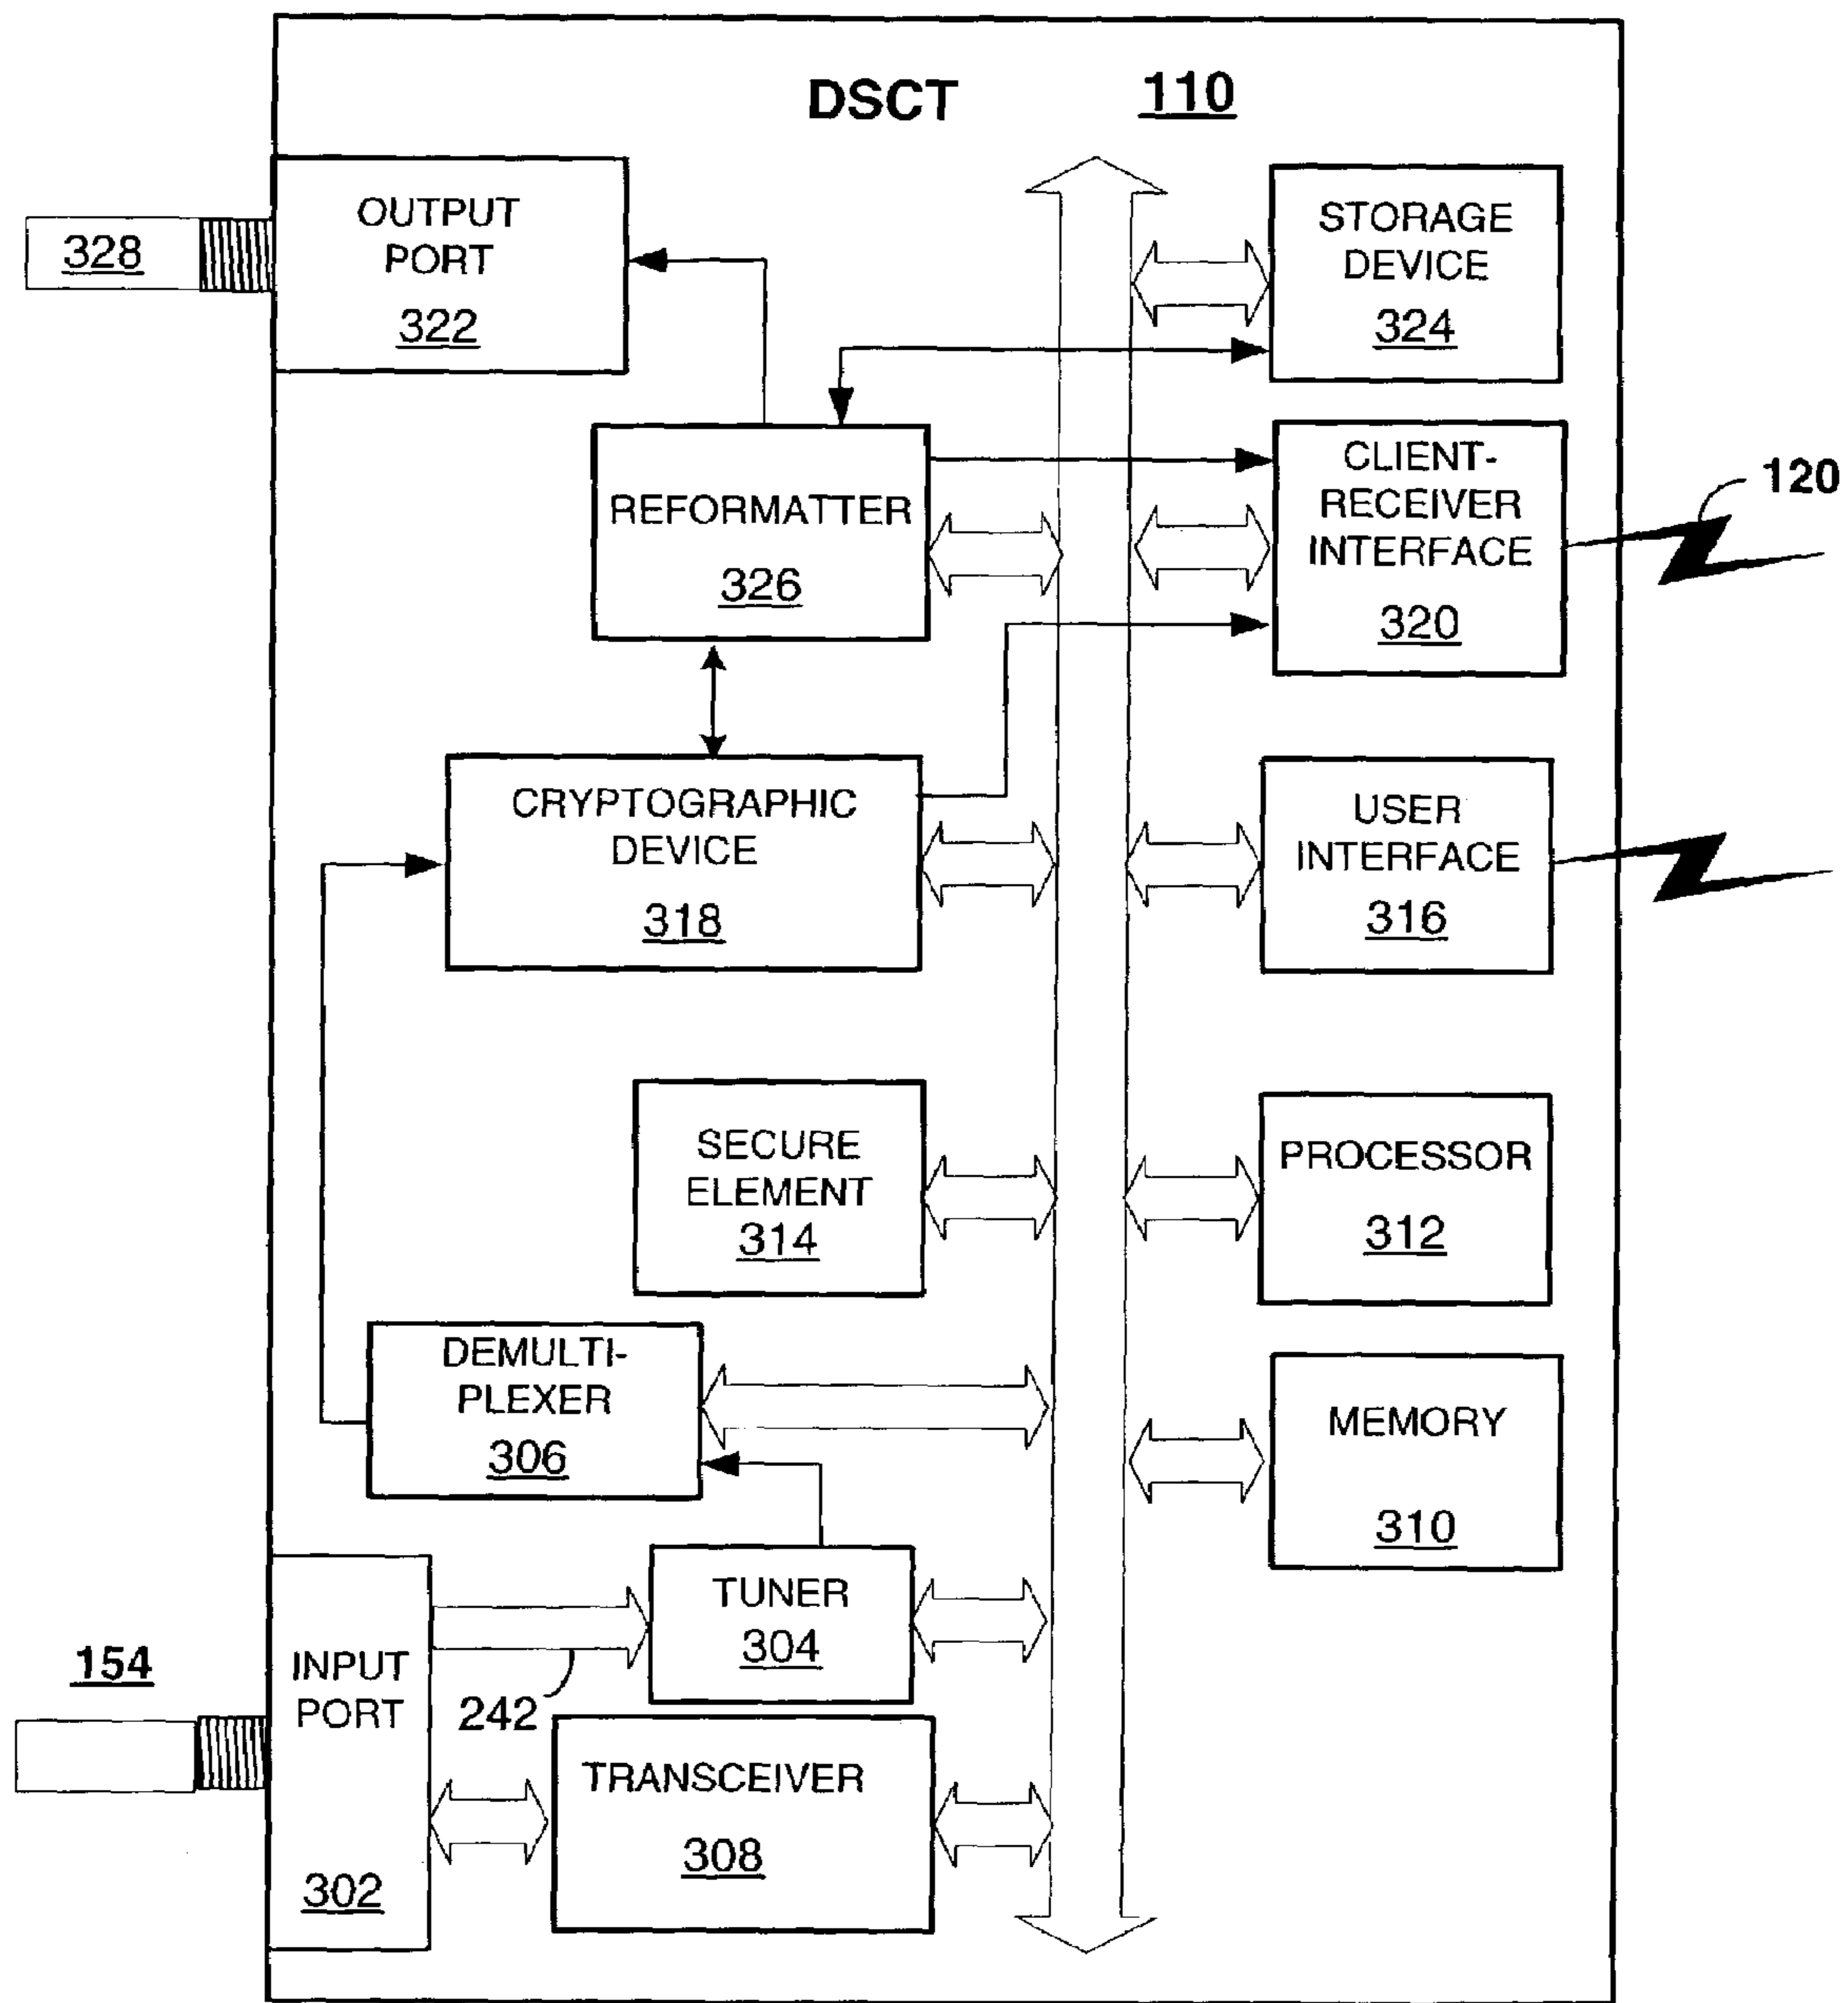 DSCT 110
OUTPUT
PORT
322
328
STORAGE
DEVICE
324
REFORMATTER
326
CLIENT-
RECEIVER
INTERFACE
320
120
CRYPTOGRAPHIC
DEVICE
318
USER
INTERFACE
316
SECURE
ELEMENT
314
PROCESSOR
312
DEMULTI-
PLEXER
306
MEMORY
310
TUNER
304
154
INPUT
PORT
302
242
TRANSCEIVER
308